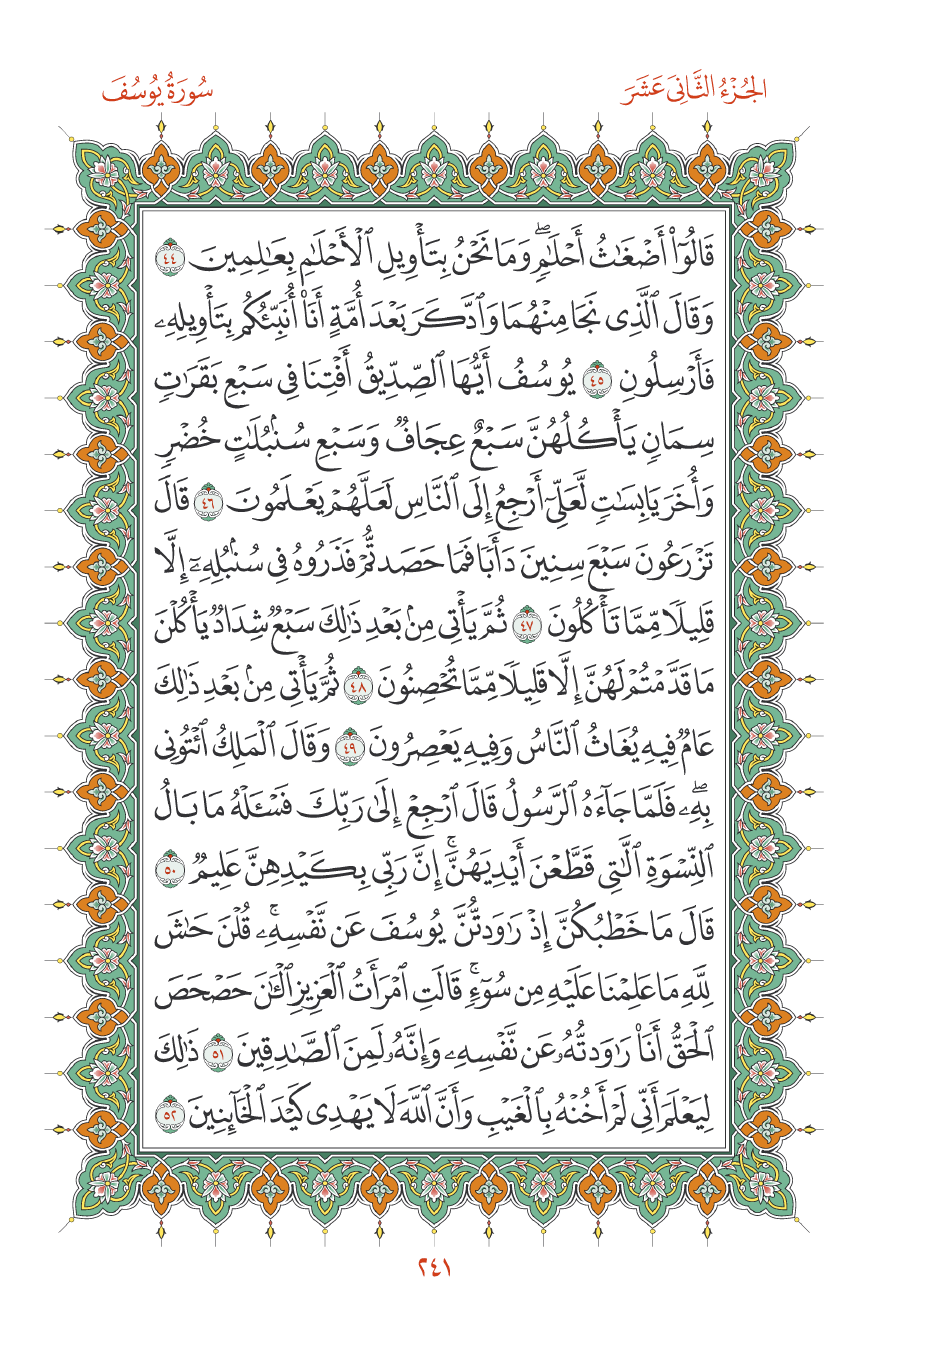 الجُزْءُ الثَّانِىَ عَشَرَ
سُورَةُ يُوسُفَ
قَالُوٓا۟ أَضْغَٰثُ أَحْلَٰمٍۢ ۖ وَمَا نَحْنُ بِتَأْوِيلِ ٱلْأَحْلَٰمِ بِعَٰلِمِينَ ٤٤
وَقَالَ ٱلَّذِى نَجَا مِنْهُمَا وَٱدَّكَرَ بَعْدَ أُمَّةٍ أَنَا۠ أُنَبِّئُكُم بِتَأْوِيلِهِۦ
فَأَرْسِلُونِ ٤٥ يُوسُفُ أَيُّهَا ٱلصِّدِّيقُ أَفْتِنَا فِى سَبْعِ بَقَرَٰتٍۢ
سِمَانٍۢ يَأْكُلُهُنَّ سَبْعٌ عِجَافٌۭ وَسَبْعِ سُنۢبُلَٰتٍ خُضْرٍۢ
وَأُخَرَ يَابِسَٰتٍۢ لَّعَلِّىٓ أَرْجِعُ إِلَى ٱلنَّاسِ لَعَلَّهُمْ يَعْلَمُونَ ٤٦ قَالَ
تَزْرَعُونَ سَبْعَ سِنِينَ دَأَبًۭا فَمَا حَصَدتُّمْ فَذَرُوهُ فِى سُنۢبُلِهِۦٓ إِلَّا
قَلِيلًۭا مِّمَّا تَأْكُلُونَ ٤٧ ثُمَّ يَأْتِى مِنۢ بَعْدِ ذَٰلِكَ سَبْعٌۭ شِدَادٌۭ يَأْكُلْنَ
مَا قَدَّمْتُمْ لَهُنَّ إِلَّا قَلِيلًۭا مِّمَّا تُحْصِنُونَ ٤٨ ثُمَّ يَأْتِى مِنۢ بَعْدِ ذَٰلِكَ
عَامٌۭ فِيهِ يُغَاثُ ٱلنَّاسُ وَفِيهِ يَعْصِرُونَ ٤٩ وَقَالَ ٱلْمَلِكُ ٱئْتُونِى
بِهِۦ ۖ فَلَمَّا جَآءَهُ ٱلرَّسُولُ قَالَ ٱرْجِعْ إِلَىٰ رَبِّكَ فَسْـَٔلْهُ مَا بَالُ
ٱلنِّسْوَةِ ٱلَّٰتِى قَطَّعْنَ أَيْدِيَهُنَّ ۚ إِنَّ رَبِّى بِكَيْدِهِنَّ عَلِيمٌۭ ٥٠
قَالَ مَا خَطْبُكُنَّ إِذْ رَٰوَدتُّنَّ يُوسُفَ عَن نَّفْسِهِۦ ۚ قُلْنَ حَٰشَ
لِلَّهِ مَا عَلِمْنَا عَلَيْهِ مِن سُوٓءٍۢ ۚ قَالَتِ ٱمْرَأَتُ ٱلْعَزِيزِ ٱلْـَٰٔنَ حَصْحَصَ
ٱلْحَقُّ أَنَا۠ رَٰوَدتُّهُۥ عَن نَّفْسِهِۦ وَإِنَّهُۥ لَمِنَ ٱلصَّٰدِقِينَ ٥١ ذَٰلِكَ
لِيَعْلَمَ أَنِّى لَمْ أَخُنْهُ بِٱلْغَيْبِ وَأَنَّ ٱللَّهَ لَا يَهْدِى كَيْدَ ٱلْخَآئِنِينَ ٥٢
٢٤١